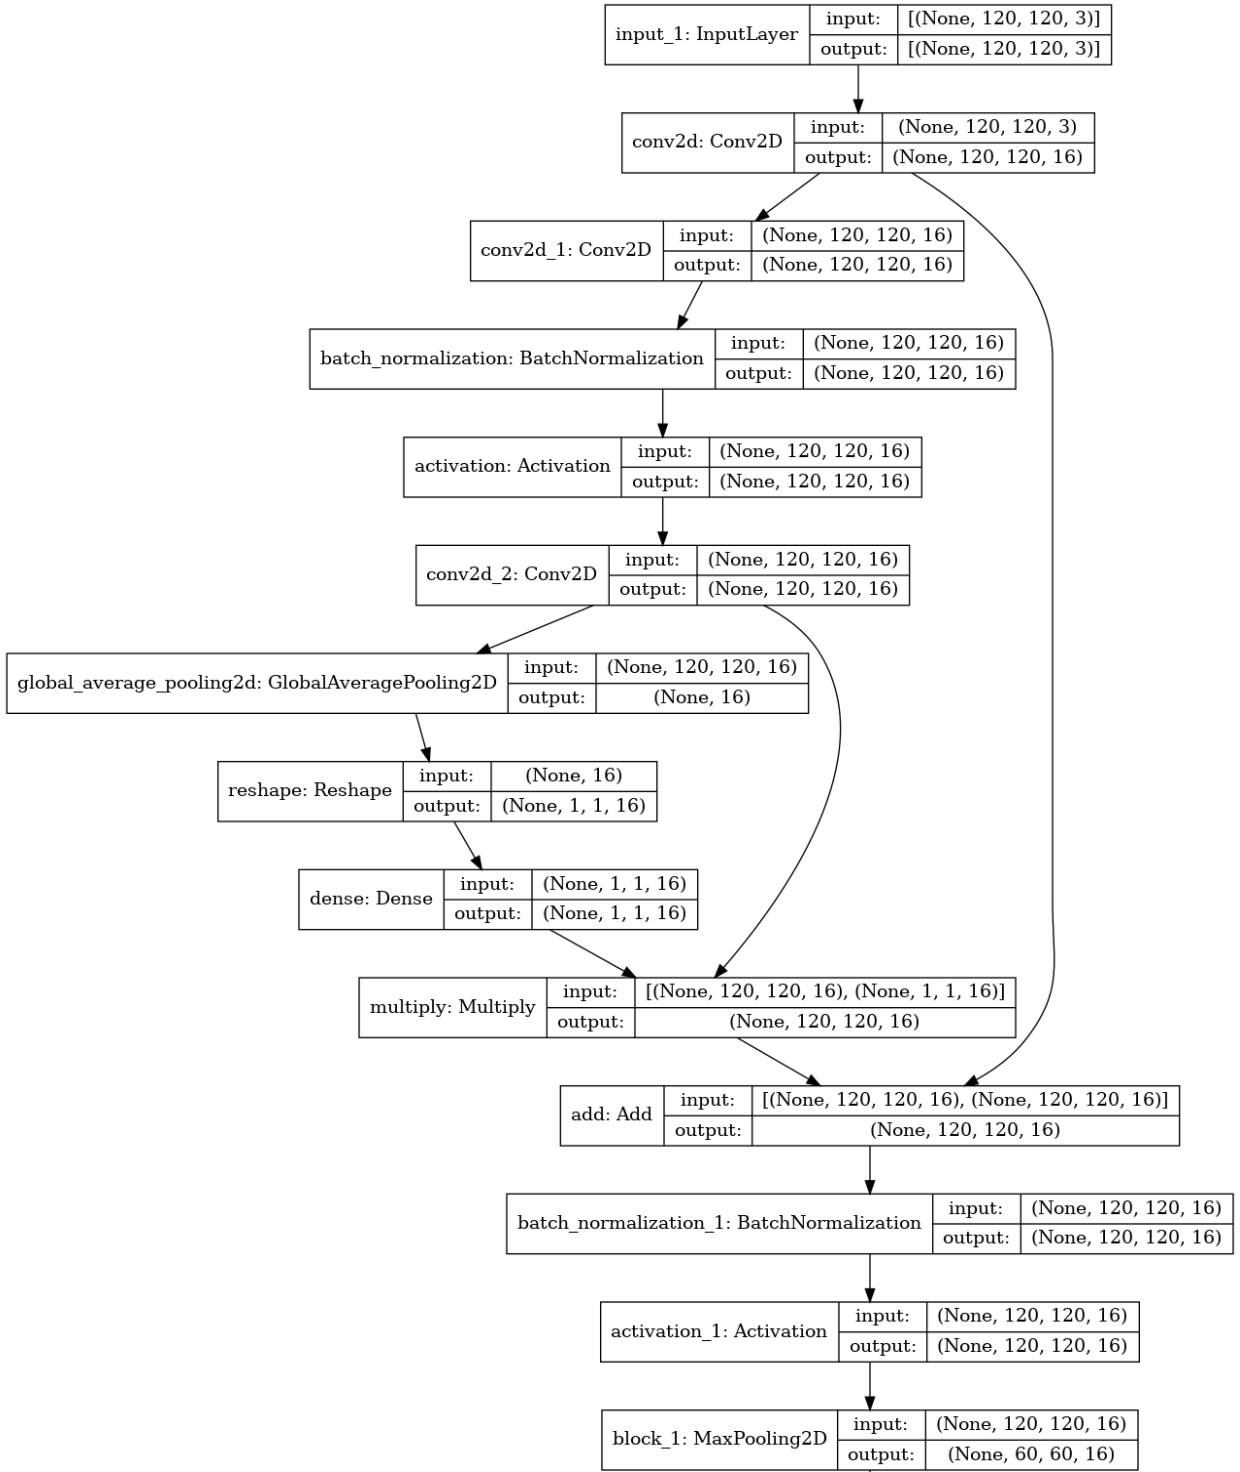 input_1: InputLayer
input: [(None, 120, 120, 3)]
output: [(None, 120, 120, 3)]
conv2d: Conv2D
input: (None, 120, 120, 3)
output: (None, 120, 120, 16)
conv2d_1: Conv2D
input: (None, 120, 120, 16)
output: (None, 120, 120, 16)
batch_normalization: BatchNormalization
input: (None, 120, 120, 16)
output: (None, 120, 120, 16)
activation: Activation
input: (None, 120, 120, 16)
output: (None, 120, 120, 16)
conv2d_2: Conv2D
input: (None, 120, 120, 16)
output: (None, 120, 120, 16)
global_average_pooling2d: GlobalAveragePooling2D
input: (None, 120, 120, 16)
output: (None, 16)
reshape: Reshape
input: (None, 16)
output: (None, 1, 1, 16)
dense: Dense
input: (None, 1, 1, 16)
output: (None, 1, 1, 16)
multiply: Multiply
input: [(None, 120, 120, 16), (None, 1, 1, 16)]
output: (None, 120, 120, 16)
add: Add
input: [(None, 120, 120, 16), (None, 120, 120, 16)]
output: (None, 120, 120, 16)
batch_normalization_1: BatchNormalization
input: (None, 120, 120, 16)
output: (None, 120, 120, 16)
activation_1: Activation
input: (None, 120, 120, 16)
output: (None, 120, 120, 16)
block_1: MaxPooling2D
input: (None, 120, 120, 16)
output: (None, 60, 60, 16)